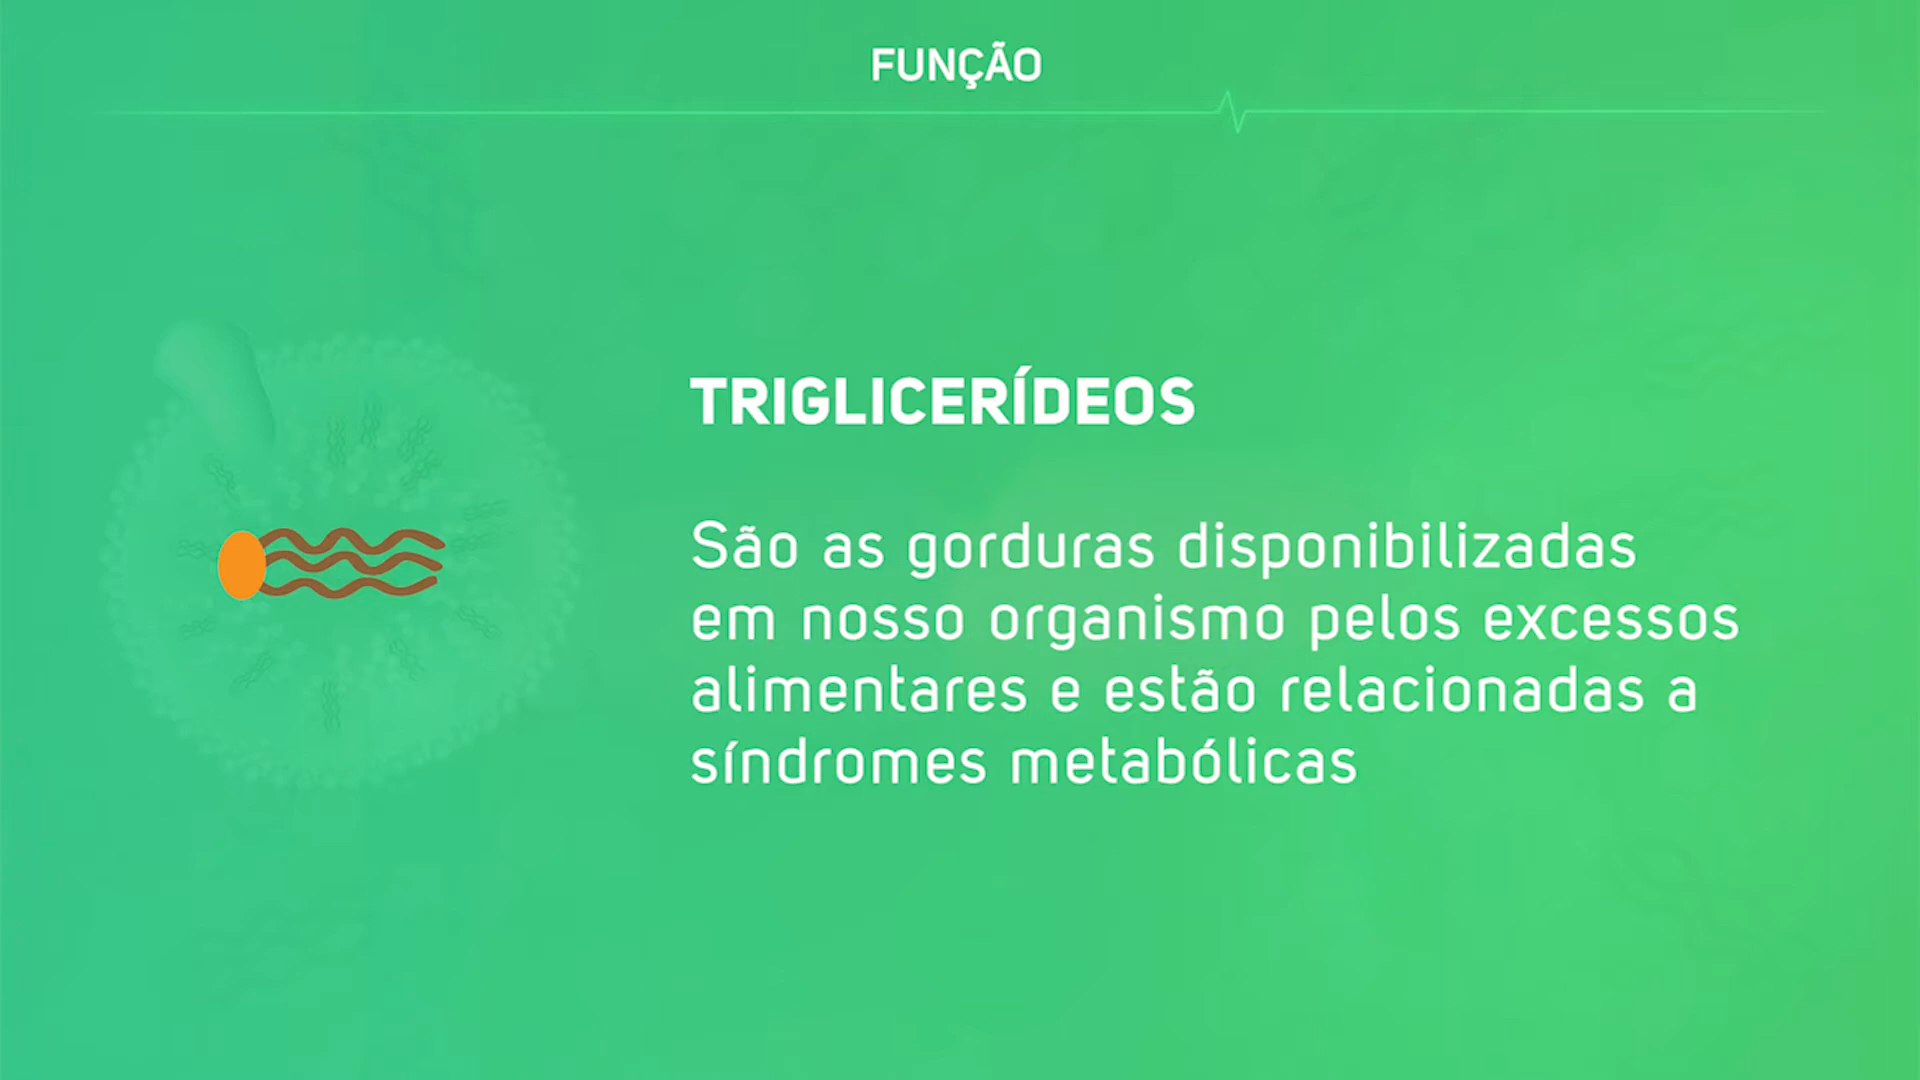 FUNÇÃO
TRIGLICERÍDEOS
São as gorduras disponibilizadas
em nosso organismo pelos excessos
alimentares e estão relacionadas a
síndromes metabólicas